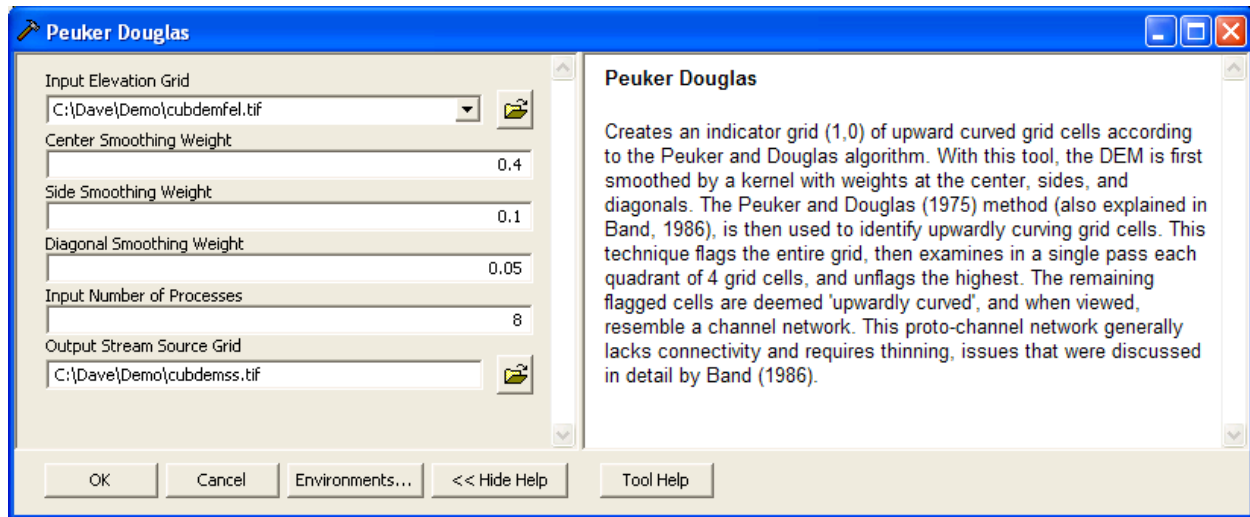 Peuker Douglas
Input Elevation Grid
C:\Dave\Demo\cubdemfel.tif
Center Smoothing Weight
0.4
Side Smoothing Weight
0.1
Diagonal Smoothing Weight
0.05
Input Number of Processes
8
Output Stream Source Grid
C:\Dave\Demo\cubdemss.tif
Peuker Douglas
Creates an indicator grid (1,0) of upward curved grid cells according
to the Peuker and Douglas algorithm. With this tool, the DEM is first
smoothed by a kernel with weights at the center, sides, and
diagonals. The Peuker and Douglas (1975) method (also explained in
Band, 1986), is then used to identify upwardly curving grid cells. This
technique flags the entire grid, then examines in a single pass each
quadrant of 4 grid cells, and unflags the highest. The remaining
flagged cells are deemed 'upwardly curved', and when viewed,
resemble a channel network. This proto-channel network generally
lacks connectivity and requires thinning, issues that were discussed
in detail by Band (1986).
OK
Cancel
Environments...
<< Hide Help
Tool Help